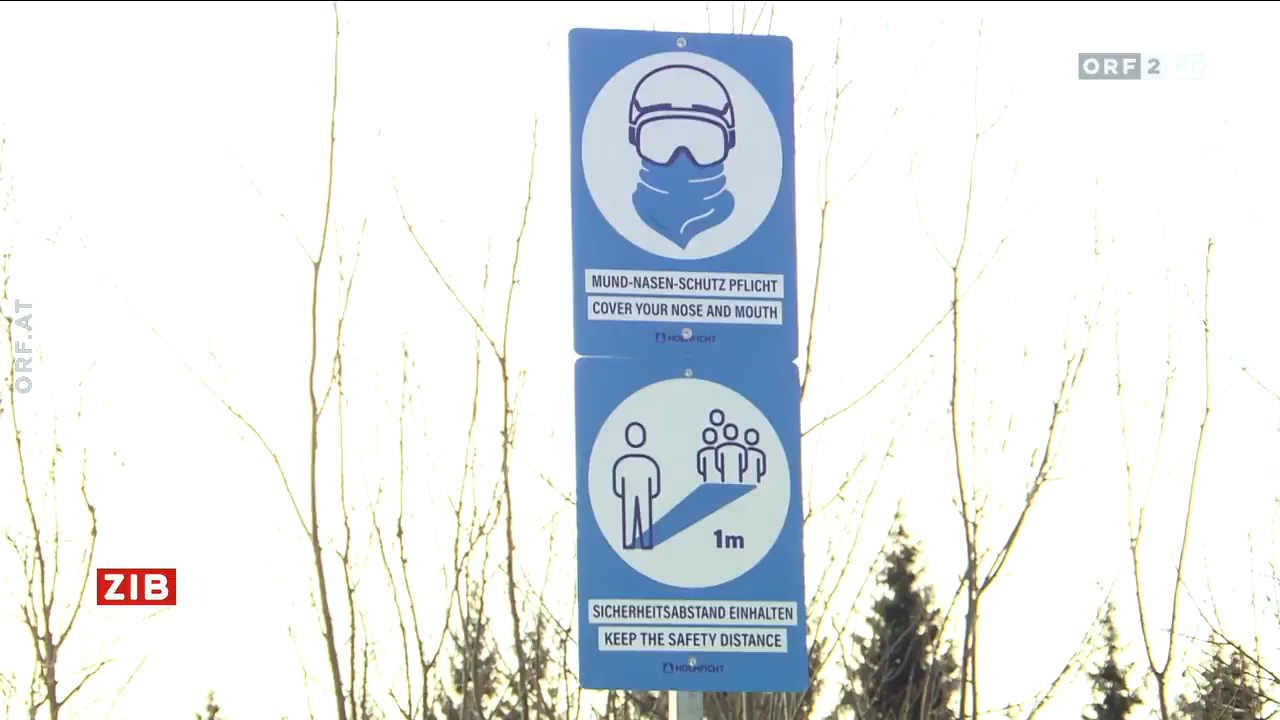 ORF 2 HD
MUND-NASEN-SCHUTZ PFLICHT
COVER YOUR NOSE AND MOUTH
HOCHFICHT
ORF.AT
1m
ZIB
SICHERHEITSABSTAND EINHALTEN
KEEP THE SAFETY DISTANCE
HOCHFICHT